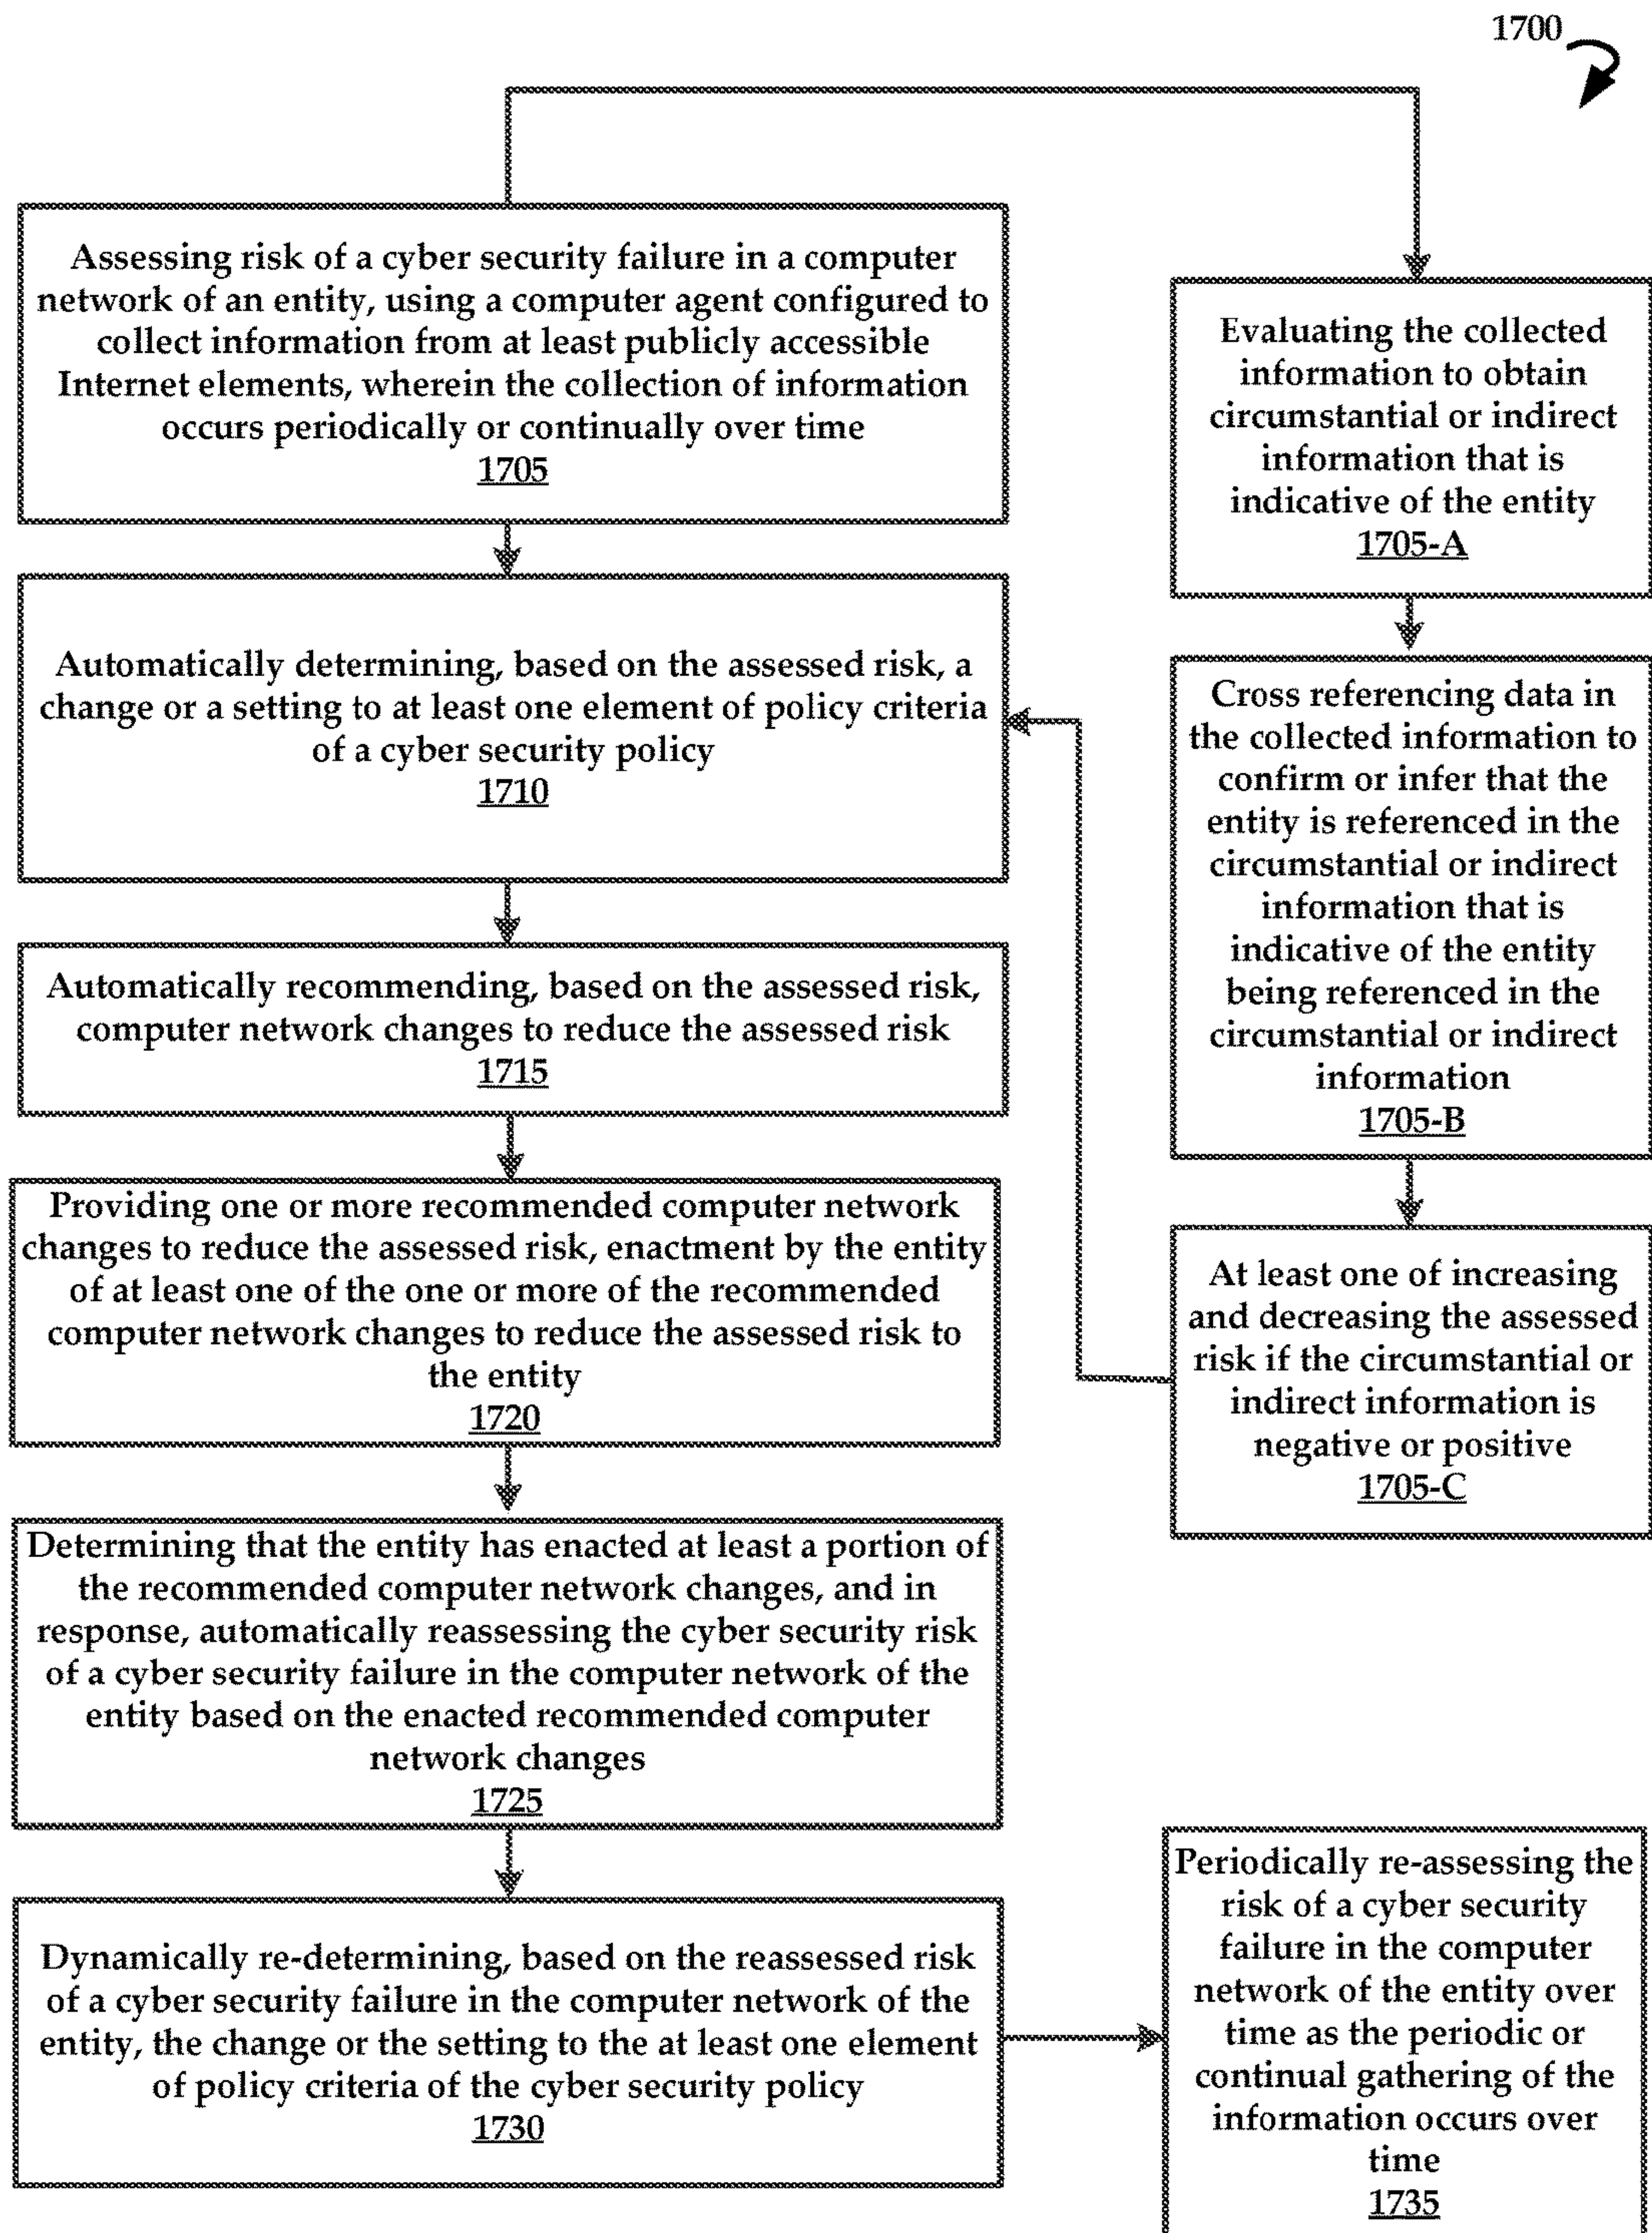 1700
Assessing risk of a cyber security failure in a computer
network of an entity, using a computer agent configured to
collect information from at least publicly accessible
Internet elements, wherein the collection of information
occurs periodically or continually over time
1705
Automatically determining, based on the assessed risk, a
change or a setting to at least one element of policy criteria
of a cyber security policy
1710
Automatically recommending, based on the assessed risk,
computer network changes to reduce the assessed risk
1715
Providing one or more recommended computer network
changes to reduce the assessed risk, enactment by the entity
of at least one of the one or more of the recommended
computer network changes to reduce the assessed risk to
the entity
1720
Determining that the entity has enacted at least a portion of
the recommended computer network changes, and in
response, automatically reassessing the cyber security risk
of a cyber security failure in the computer network of the
entity based on the enacted recommended computer
network changes
1725
Dynamically re-determining, based on the reassessed risk
of a cyber security failure in the computer network of the
entity, the change or the setting to the at least one element
of policy criteria of the cyber security policy
1730
Evaluating the collected
information to obtain
circumstantial or indirect
information that is
indicative of the entity
1705-A
Cross referencing data in
the collected information to
confirm or infer that the
entity is referenced in the
circumstantial or indirect
information that is
indicative of the entity
being referenced in the
circumstantial or indirect
information
1705-B
At least one of increasing
and decreasing the assessed
risk if the circumstantial or
indirect information is
negative or positive
1705-C
Periodically re-assessing the
risk of a cyber security
failure in the computer
network of the entity over
time as the periodic or
continual gathering of the
information occurs over
time
1735